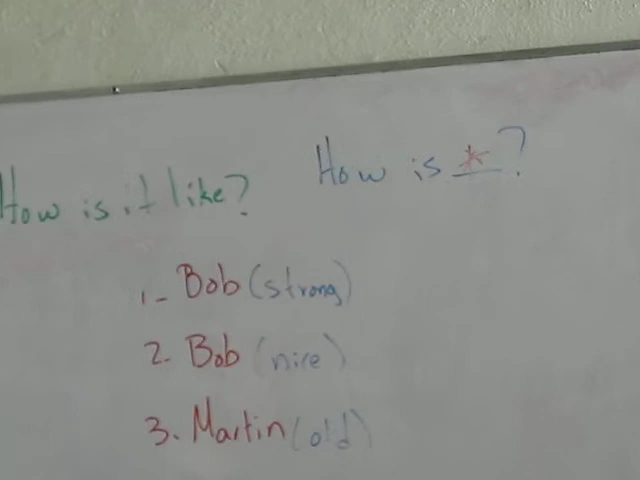 How is it like? How is * ?
1- Bob (strong)
2. Bob (nice)
3. Martin (old)